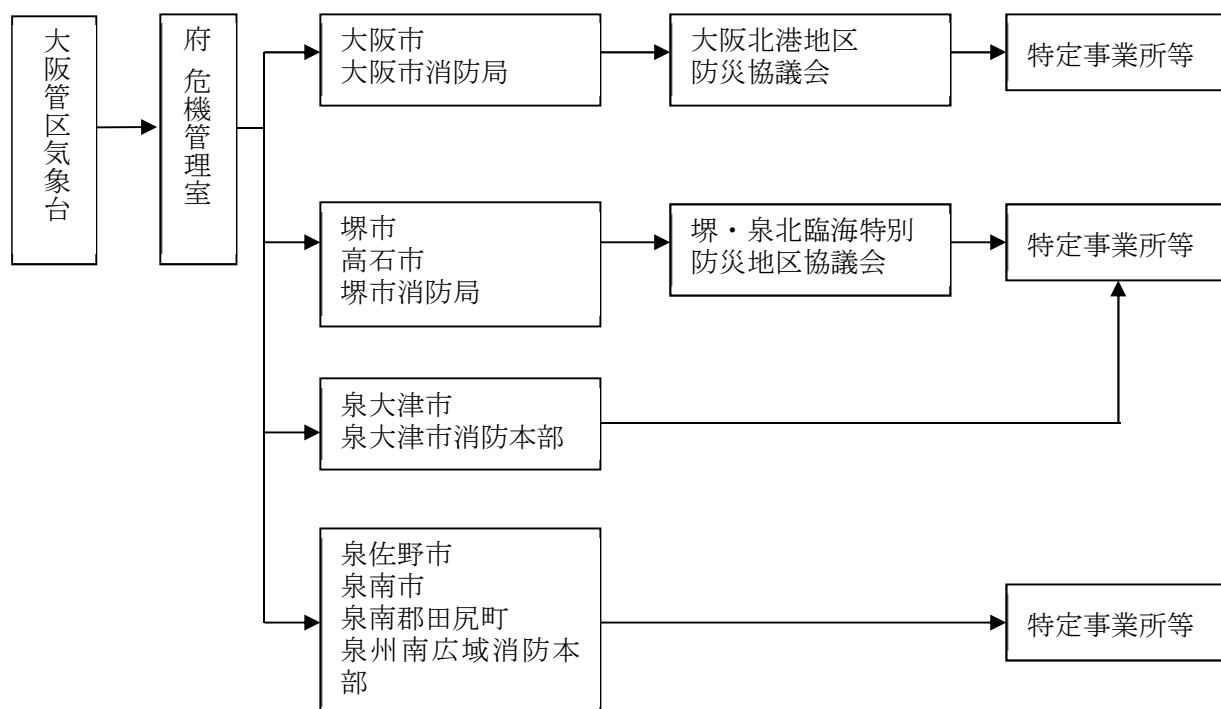 大阪管区気象台
府 危機管理室
大阪市
大阪市消防局
大阪北港地区
防災協議会
特定事業所等
堺市
高石市
堺市消防局
堺・泉北臨海特別
防災地区協議会
特定事業所等
泉大津市
泉大津市消防本部
泉佐野市
泉南市
泉南郡田尻町
泉州南広域消防本
部
特定事業所等